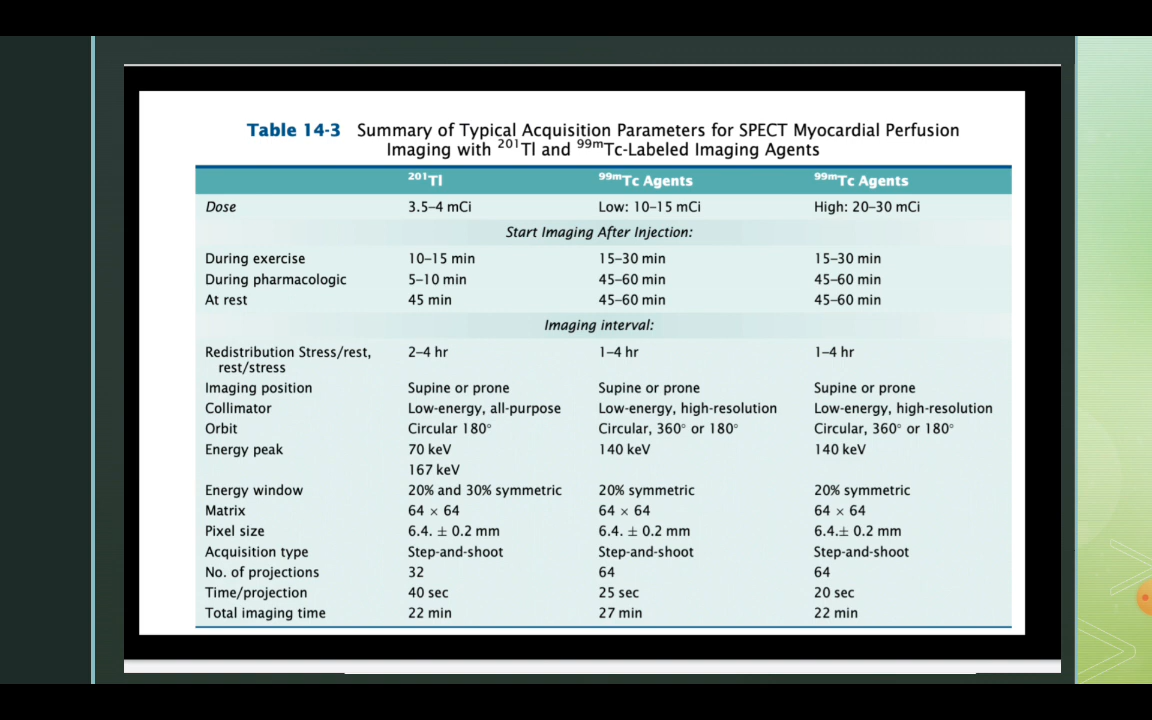 Table 14-3 Summary of Typical Acquisition Parameters for SPECT Myocardial Perfusion
Imaging with ²⁰¹Tl and ⁹⁹ᵐTc-Labeled Imaging Agents
²⁰¹Tl ⁹⁹ᵐTc Agents ⁹⁹ᵐTc Agents
Dose 3.5–4 mCi Low: 10–15 mCi High: 20–30 mCi
Start Imaging After Injection:
During exercise 10–15 min 15–30 min 15–30 min
During pharmacologic 5–10 min 45–60 min 45–60 min
At rest 45 min 45–60 min 45–60 min
Imaging interval:
Redistribution Stress/rest, 2–4 hr 1–4 hr 1–4 hr
rest/stress
Imaging position Supine or prone Supine or prone Supine or prone
Collimator Low-energy, all-purpose Low-energy, high-resolution Low-energy, high-resolution
Orbit Circular 180° Circular, 360° or 180° Circular, 360° or 180°
Energy peak 70 keV 140 keV 140 keV
167 keV
Energy window 20% and 30% symmetric 20% symmetric 20% symmetric
Matrix 64 × 64 64 × 64 64 × 64
Pixel size 6.4. ± 0.2 mm 6.4. ± 0.2 mm 6.4.± 0.2 mm
Acquisition type Step-and-shoot Step-and-shoot Step-and-shoot
No. of projections 32 64 64
Time/projection 40 sec 25 sec 20 sec
Total imaging time 22 min 27 min 22 min